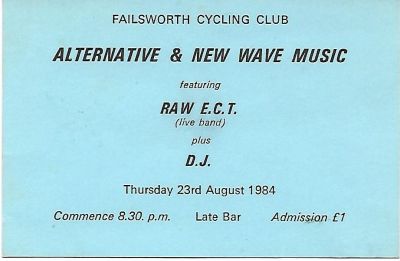 FAILSWORTH CYCLING CLUB
ALTERNATIVE & NEW WAVE MUSIC
featuring
RAW E.C.T.
(live band)
plus
D.J.
Thursday 23rd August 1984
Commence 8.30. p.m. Late Bar Admission £1